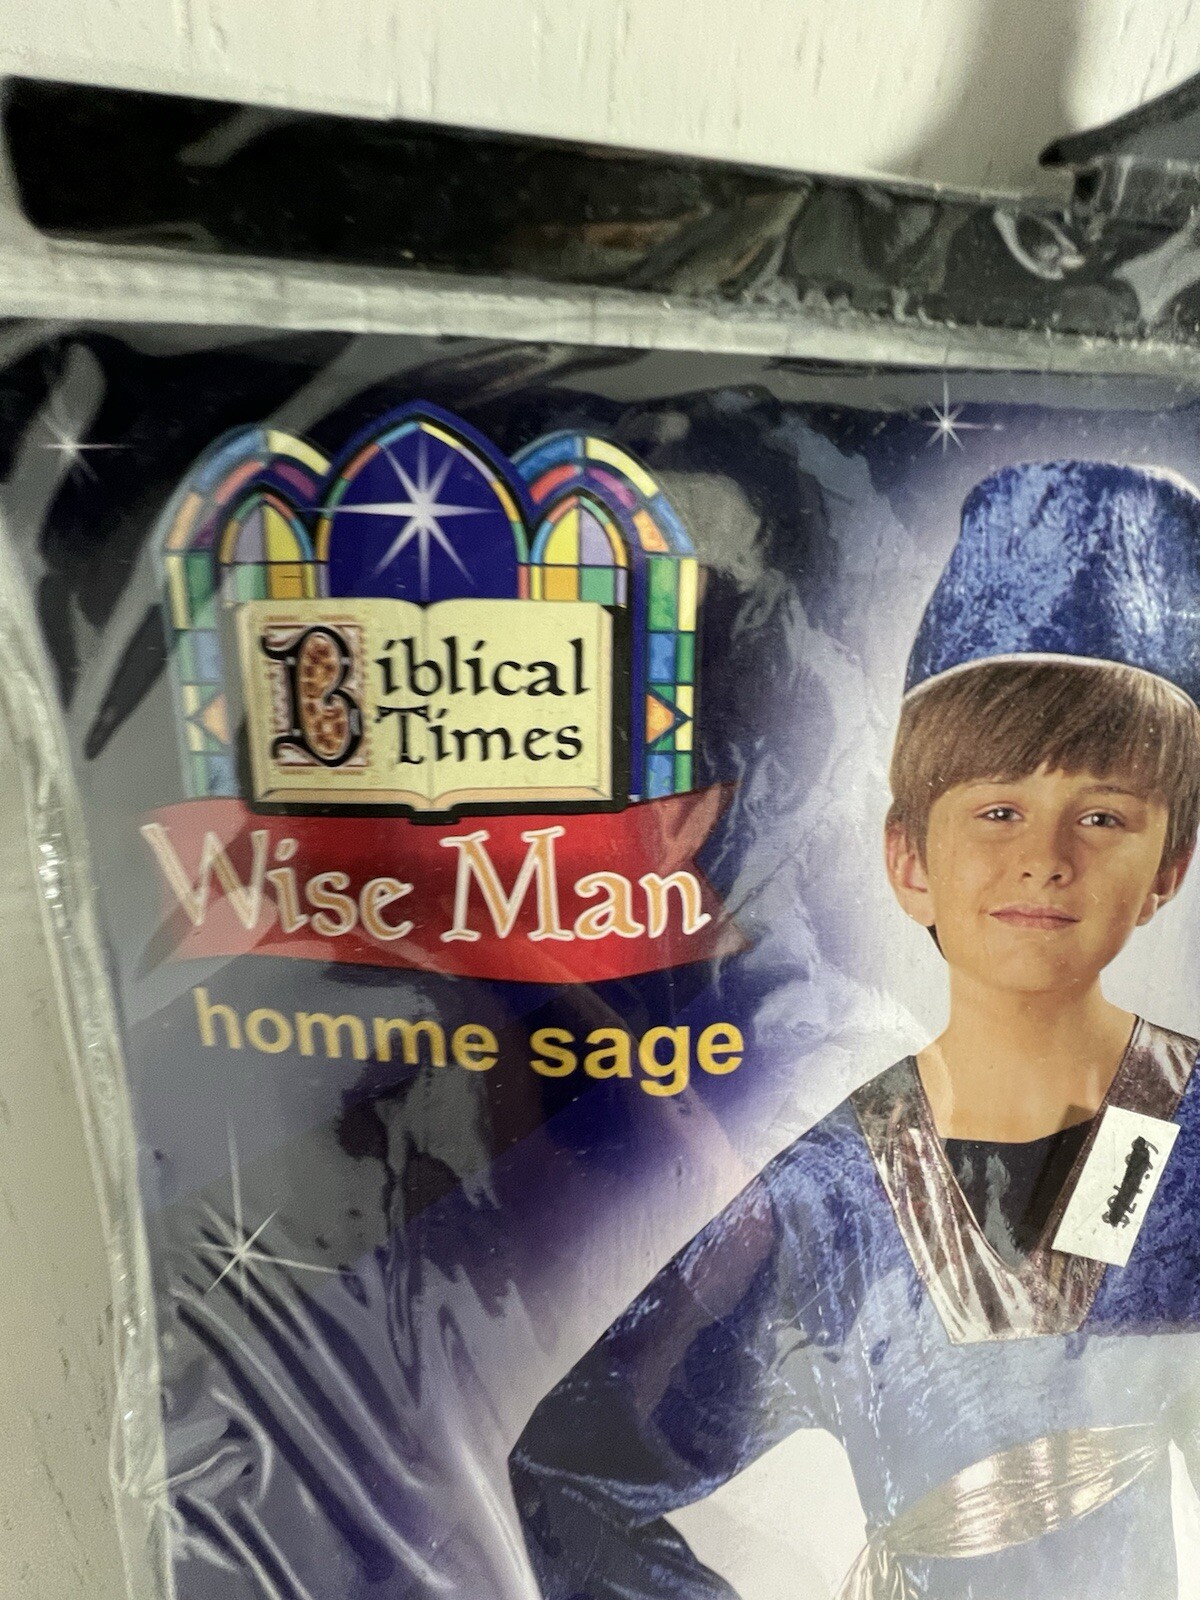 Biblical
Times
Wise Man
homme sage